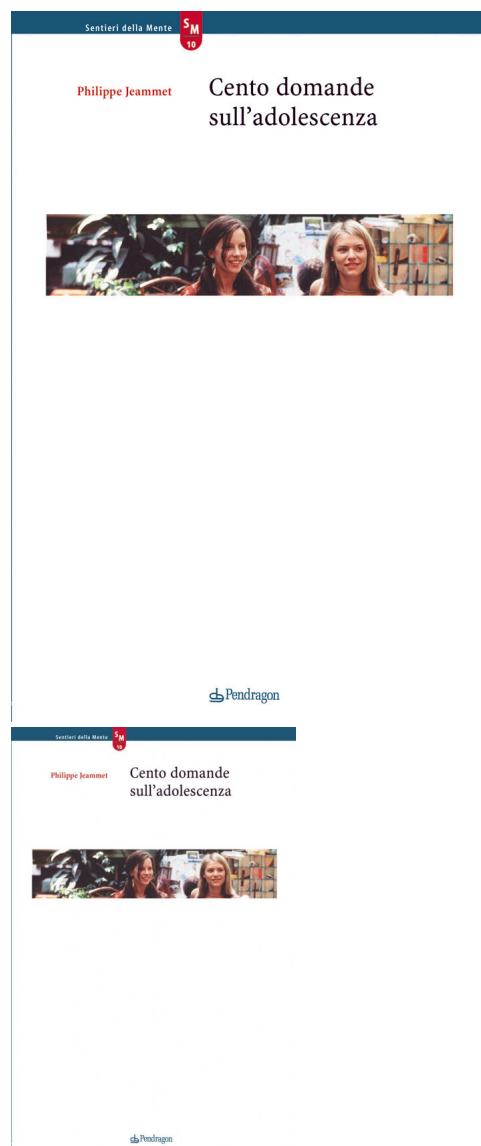 Sentieri della Mente
SM
10
Philippe Jeammet
Cento domande
sull'adolescenza
Pendragon
Sentieri della Mente
SM
10
Philippe Jeammet
Cento domande
sull'adolescenza
Pendragon